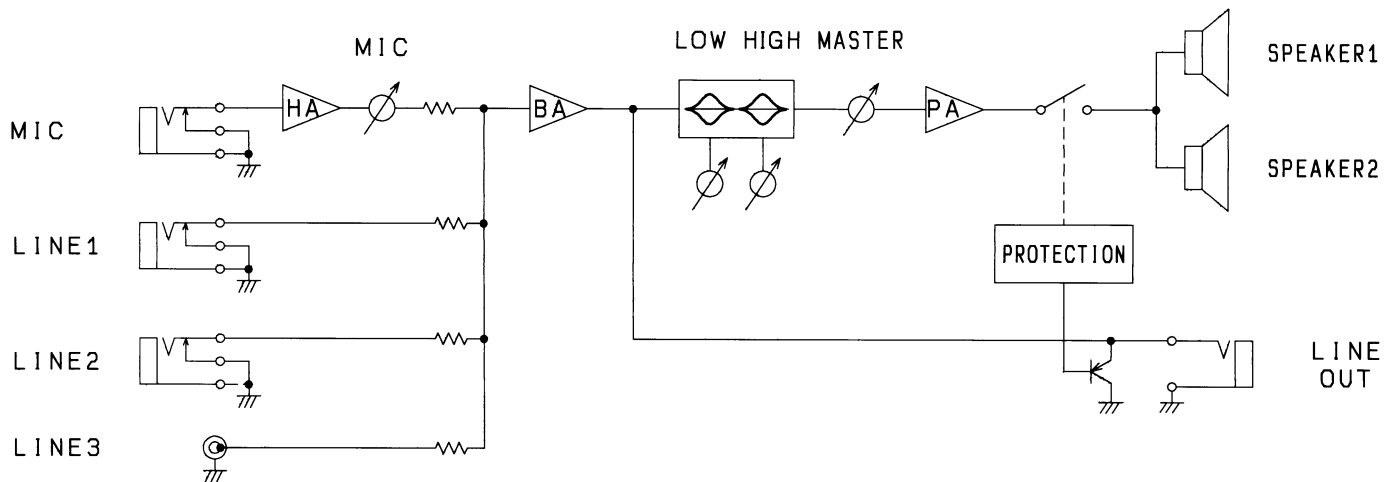 MIC
LOW HIGH MASTER
SPEAKER1
HA
BA
PA
MIC
SPEAKER2
LINE1
PROTECTION
LINE2
LINE
OUT
LINE3